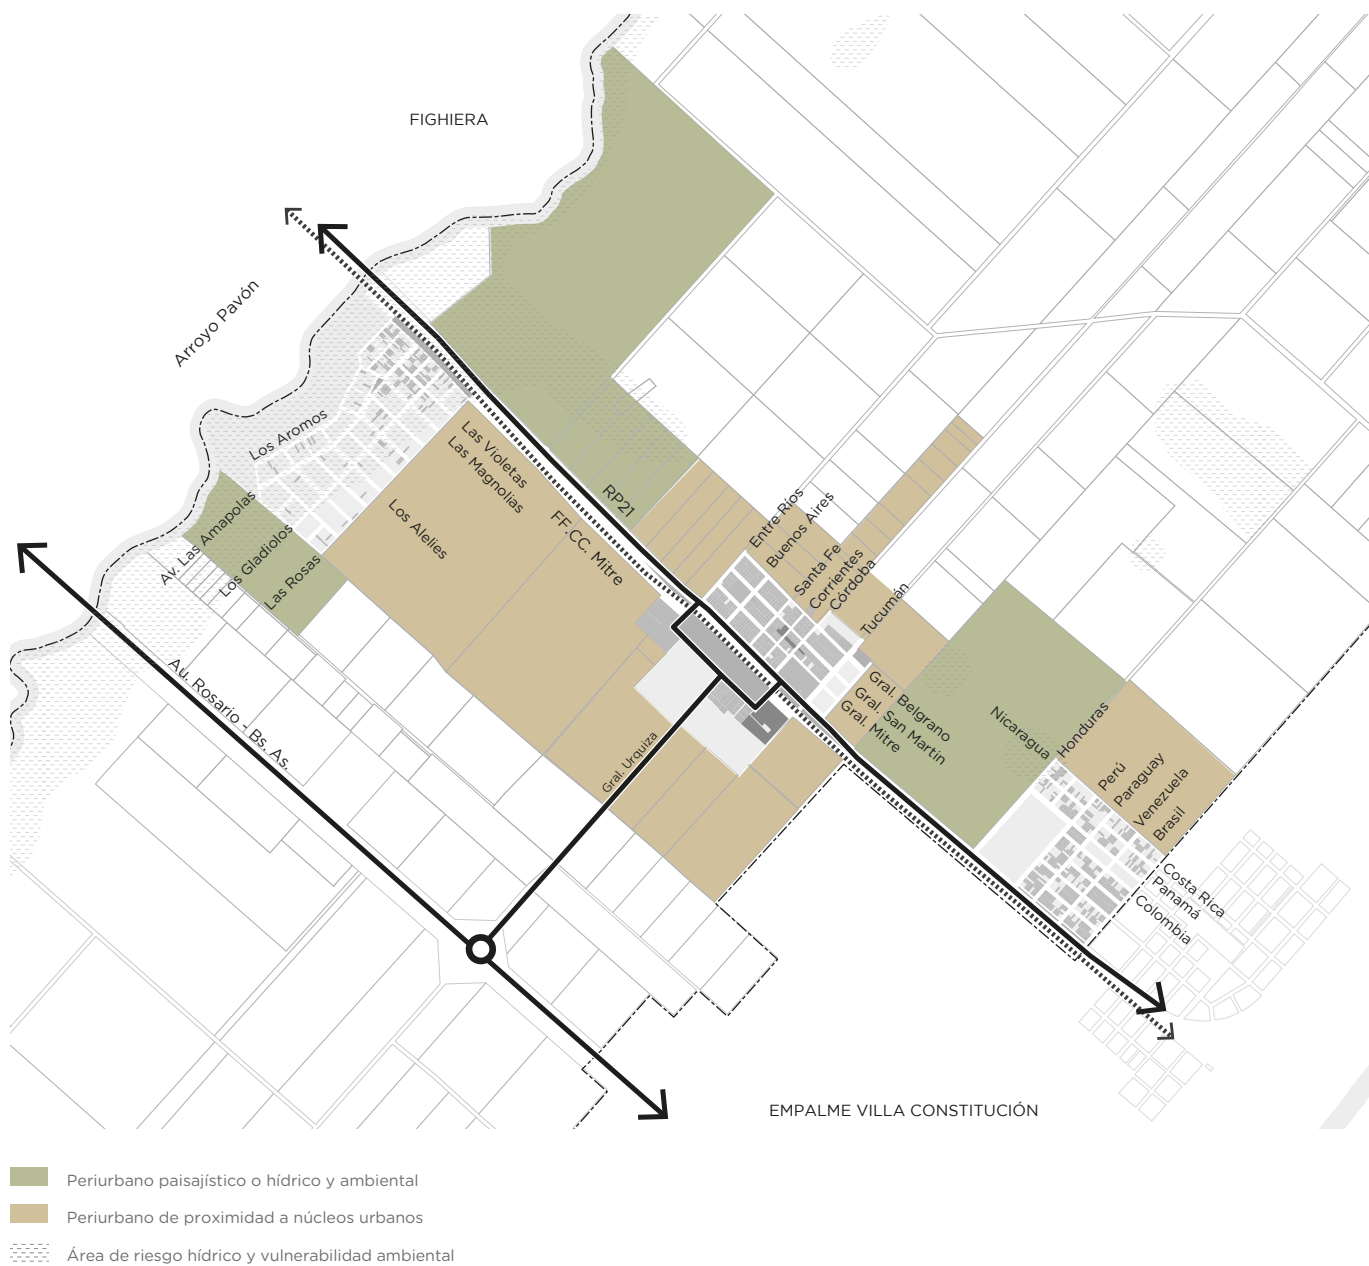 FIGHIERA
Arroyo Pavón
Los Aromos
Las Violetas
Las Magnolias
Los Alelies
RP21
FF.CC. Mitre
Av. Las Amapolas
Los Gladiolos
Las Rosas
Entre Ríos
Buenos Aires
Santa Fe
Corrientes
Córdoba
Tucumán
Au. Rosario - Bs. As.
Gral. Urquiza
Gral. Belgrano
Gral. San Martin
Gral. Mitre
Nicaragua
Honduras
Perú
Paraguay
Venezuela
Brasil
Costa Rica
Panamá
Colombia
EMPALME VILLA CONSTITUCIÓN
Periurbano paisajístico o hídrico y ambiental
Periurbano de proximidad a núcleos urbanos
Área de riesgo hídrico y vulnerabilidad ambiental